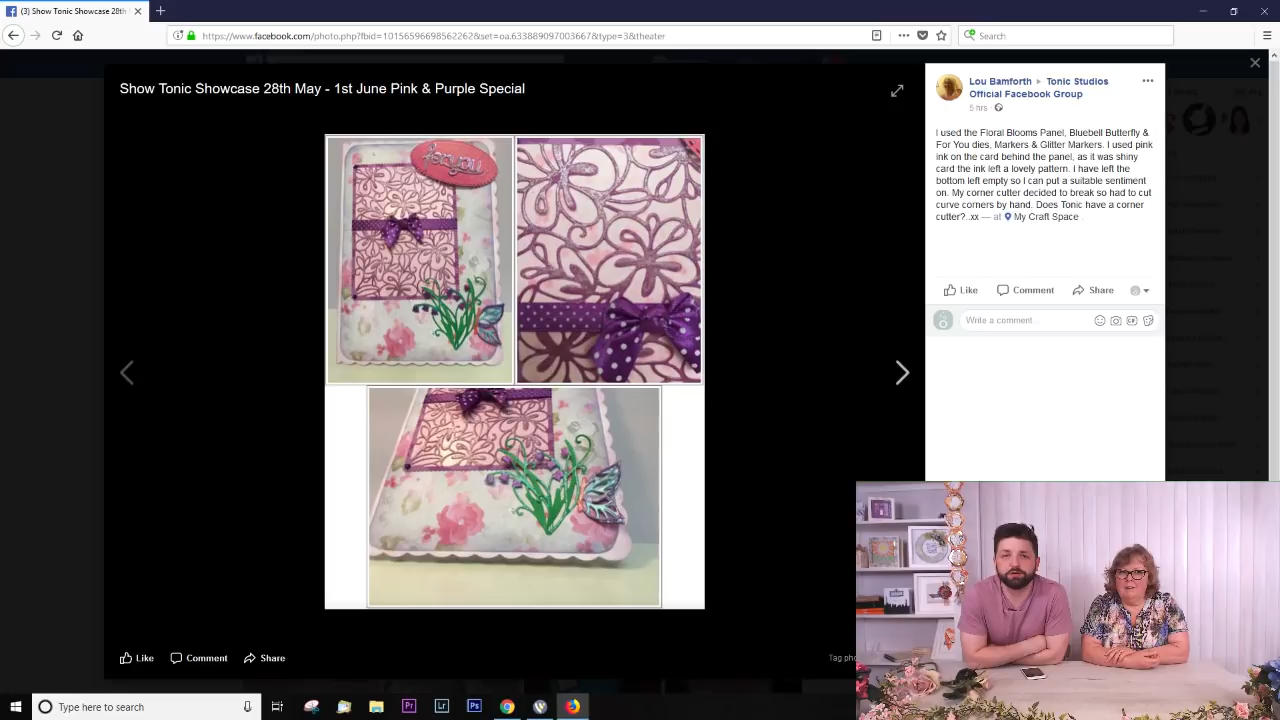 (3) Show Tonic Showcase 28th
https://www.facebook.com/photo.php?fbid=10156596698562262&set=oa.633889097003667&type=3&theater
Search
Show Tonic Showcase 28th May - 1st June Pink & Purple Special
Lou Bamforth
Tonic Studios
Official Facebook Group
5 hrs
I used the Floral Blooms Panel, Bluebell Butterfly &
For You dies, Markers & Glitter Markers. I used pink
ink on the card behind the panel, as it was shiny
card the ink left a lovely pattern. I have left the
bottom left empty so I can put a suitable sentiment
on. My corner cutter decided to break so had to cut
curve corners by hand. Does Tonic have a corner
cutter?..xx — at My Craft Space
Like Comment Share
Write a comment...
for you
Like Comment Share
Tag pho
Type here to search
Pr
Lr
Ps